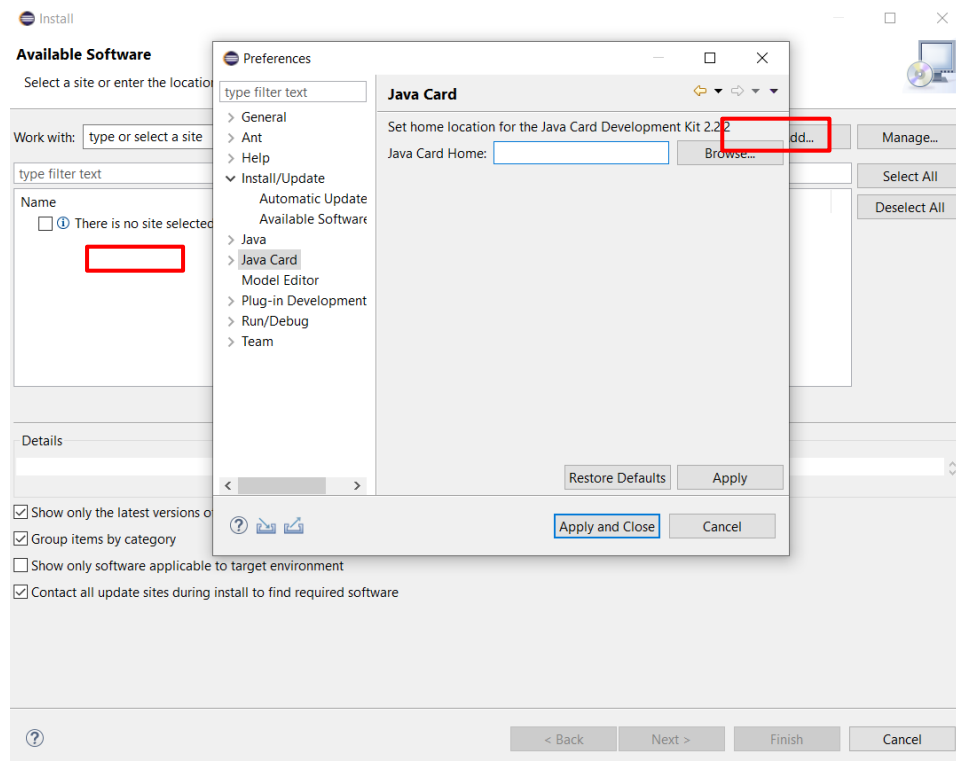 Install
Available Software
Select a site or enter the location
Work with: type or select a site
dd...
Manage...
type filter text
Select All
Name
Deselect All
There is no site selected
Details
Show only the latest versions of
Group items by category
Show only software applicable to target environment
Contact all update sites during install to find required software
< Back Next > Finish Cancel
Preferences
type filter text
General
Ant
Help
Install/Update
Automatic Update
Available Software
Java
Java Card
Model Editor
Plug-in Development
Run/Debug
Team
Java Card
Set home location for the Java Card Development Kit 2.2.2
Java Card Home: Browse...
Restore Defaults Apply
Apply and Close Cancel